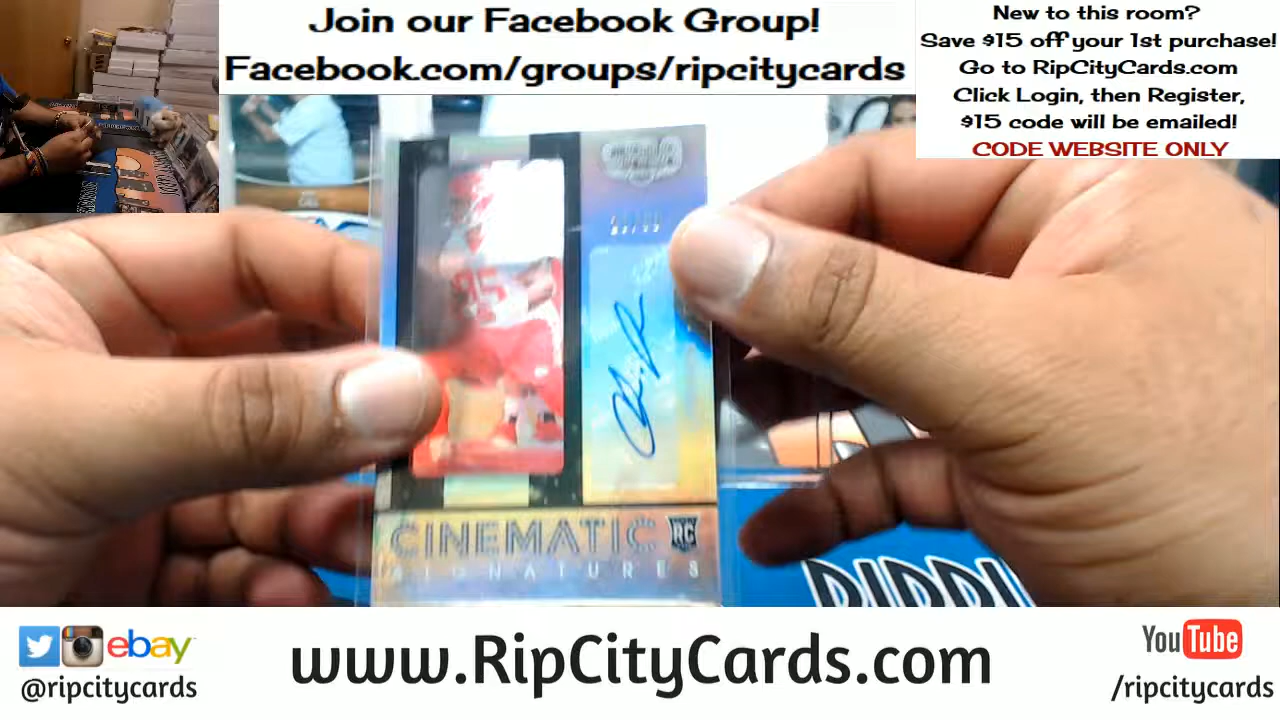 Join our Facebook Group!
Facebook.com/groups/ripcitycards
New to this room?
Save $15 off your 1st purchase!
Go to RipCityCards.com
Click Login, then Register,
$15 code will be emailed!
CODE WEBSITE ONLY
35
CINEMATIC RC
SIGNATURES
ebay
@ripcitycards
www.RipCityCards.com
YouTube
/ripcitycards